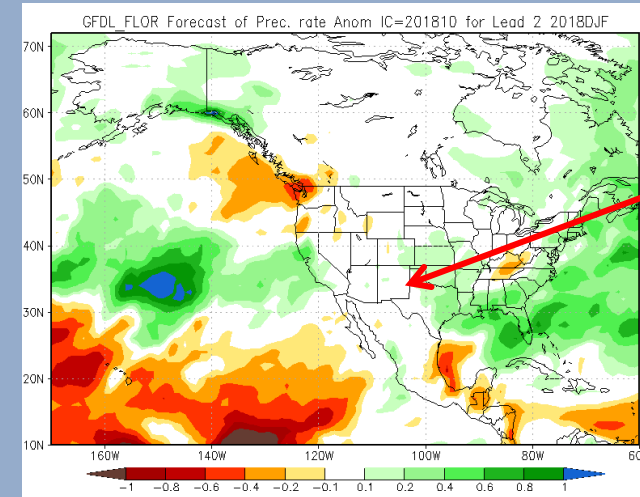 GFDL_FLOR Forecast of Prec. rate Anom IC=201810 for Lead 2 2018DJF
70N
60N
50N
40N
30N
20N
10N
160W 140W 120W 100W 80W 60
-1 -0.8 -0.6 -0.4 -0.2 -0.1 0.1 0.2 0.4 0.6 0.8 1